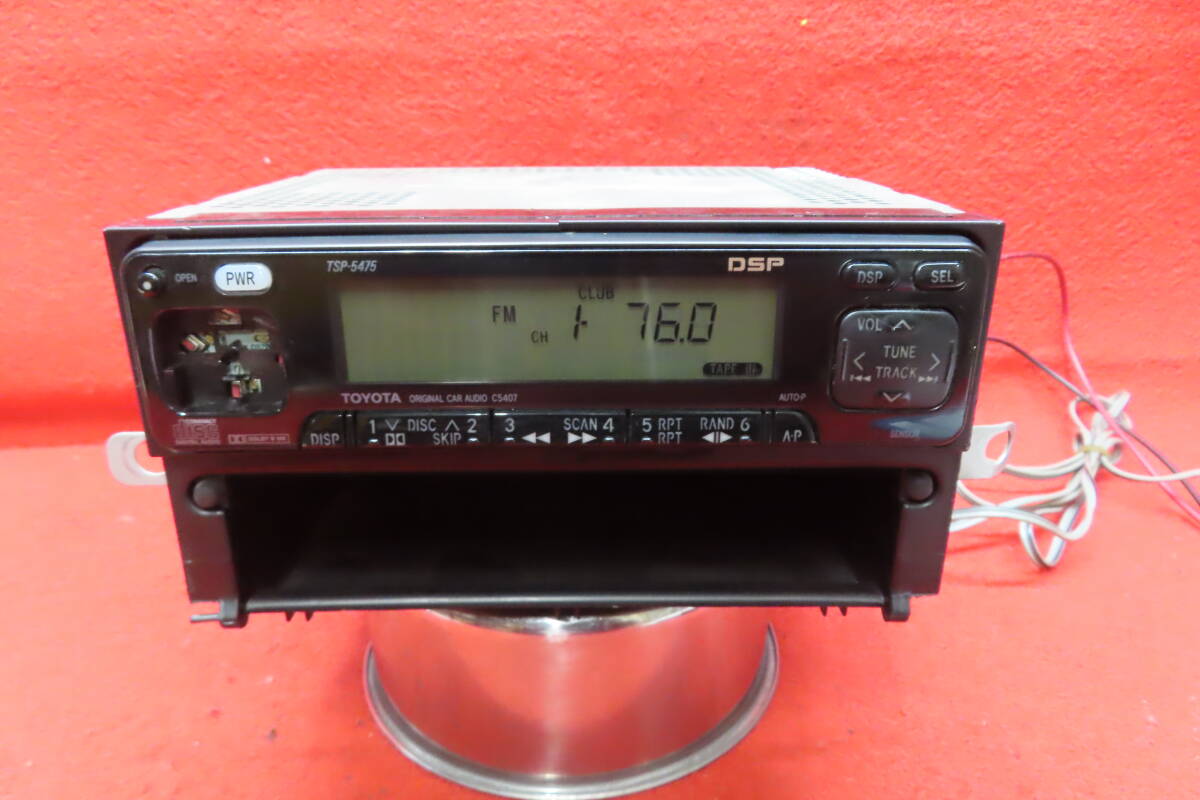 OPEN
PWR
TSP-5475
DSP
DSP
SEL
CLUB
FM
CH 1 76.0
TAPE
VOL
TUNE
TRACK
TOYOTA ORIGINAL CAR AUDIO C5407
AUTO·P
SENSOR
DISP
1 DISC 2
SKIP
3 SCAN 4
5 RPT RAND 6
RPT
A·P